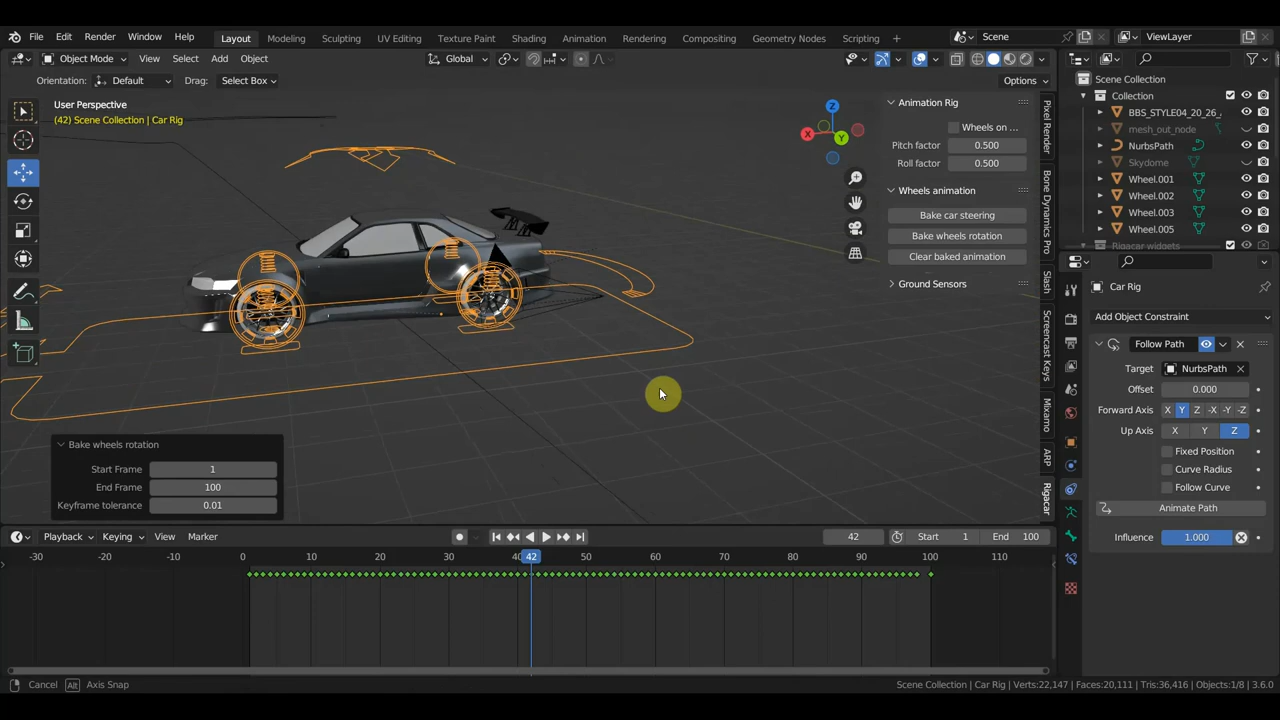 File Edit Render Window Help Layout Modeling Sculpting UV Editing Texture Paint Shading Animation Rendering Compositing Geometry Nodes Scripting + Scene ViewLayer
Object Mode View Select Add Object Global Options
Orientation: Default Drag: Select Box
User Perspective
(42) Scene Collection | Car Rig
X Y Z
Animation Rig
Wheels on ...
Pitch factor 0.500
Roll factor 0.500
Wheels animation
Bake car steering
Bake wheels rotation
Clear baked animation
Ground Sensors
Pixel Render
Bone Dynamics Pro
Slash
Screencast Keys
Mixamo
ARP
Rigacar
Scene Collection
Collection
BBS_STYLE04_20_26_
mesh_out_node
NurbsPath
Skydome
Wheel.001
Wheel.002
Wheel.003
Wheel.005
Rigacar widgets
Car Rig
Add Object Constraint
Follow Path
Target NurbsPath
Offset 0.000
Forward Axis X Y Z -X -Y -Z
Up Axis X Y Z
Fixed Position
Curve Radius
Follow Curve
Animate Path
Influence 1.000
Bake wheels rotation
Start Frame 1
End Frame 100
Keyframe tolerance 0.01
Playback Keying View Marker 42 Start 1 End 100
-30 -20 -10 0 10 20 30 40 42 50 60 70 80 90 100 110
Cancel Alt Axis Snap
Scene Collection | Car Rig | Verts:22,147 | Faces:20,111 | Tris:36,416 | Objects:1/8 | 3.6.0